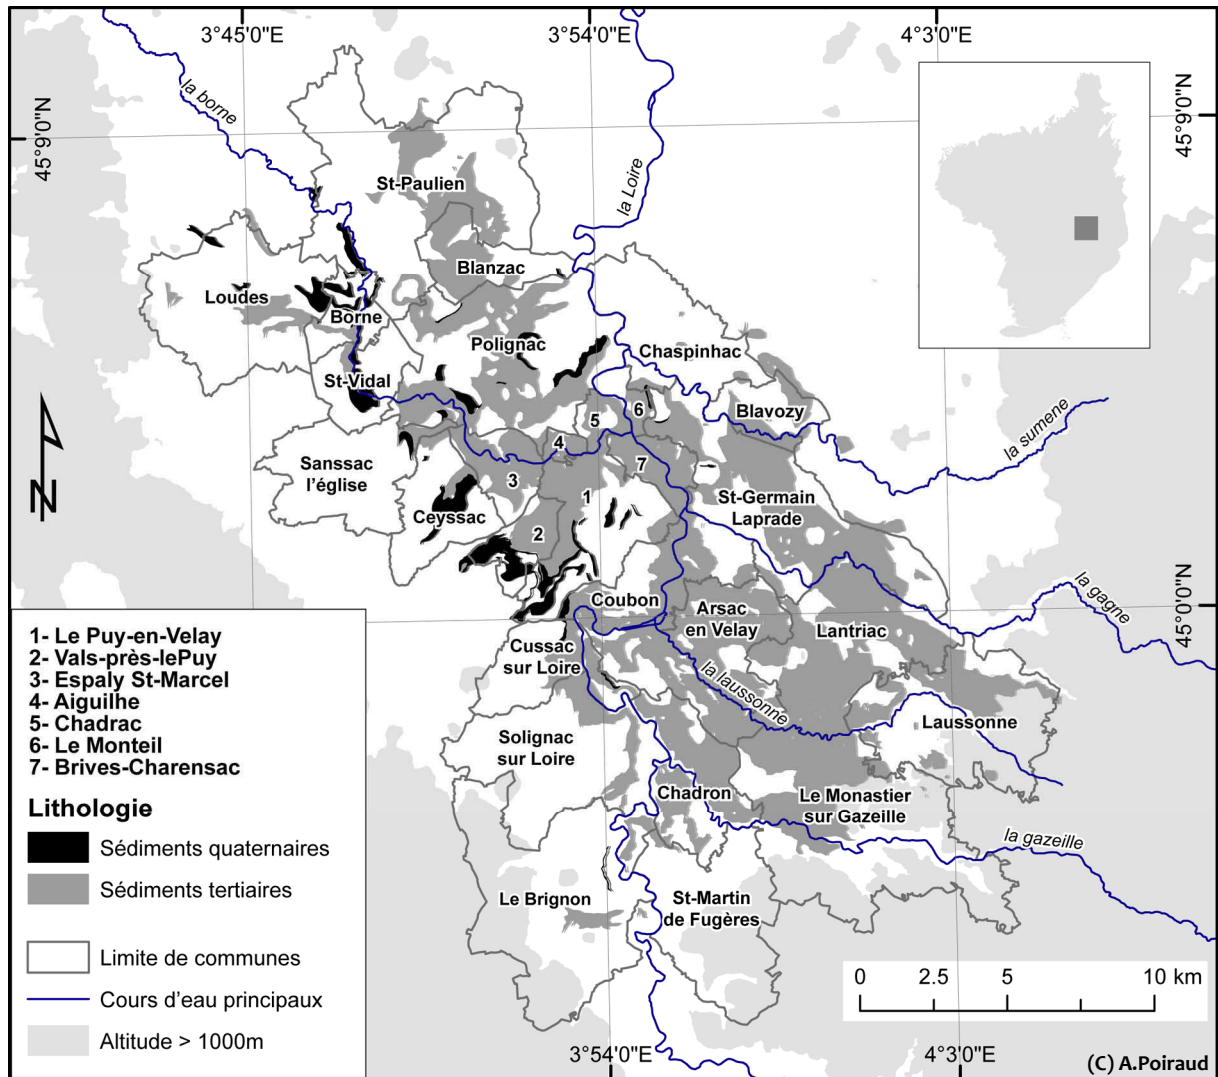 3°45'0"E
3°54'0"E
4°3'0"E
45°9'0"N
45°9'0"N
la borne
la Loire
St-Paulien
Blanzac
Loudes
Borne
Polignac
Chaspinhac
St-Vidal
Blavozy
6
5
4
la sumene
Sanssac
l'église
3
7
1
St-Germain
Laprade
Ceyssac
2
N
la gagne
45°0'0"N
Coubon
Arsac
en Velay
Lantriac
Cussac
sur Loire
la laussonne
Laussonne
Solignac
sur Loire
Chadron
Le Monastier
sur Gazeille
la gazeille
Le Brignon
St-Martin
de Fugères
1- Le Puy-en-Velay
2- Vals-près-lePuy
3- Espaly St-Marcel
4- Aiguilhe
5- Chadrac
6- Le Monteil
7- Brives-Charensac
Lithologie
Sédiments quaternaires
Sédiments tertiaires
Limite de communes
Cours d'eau principaux
Altitude > 1000m
0 2.5 5 10 km
3°54'0"E
4°3'0"E
(C) A.Poiraud